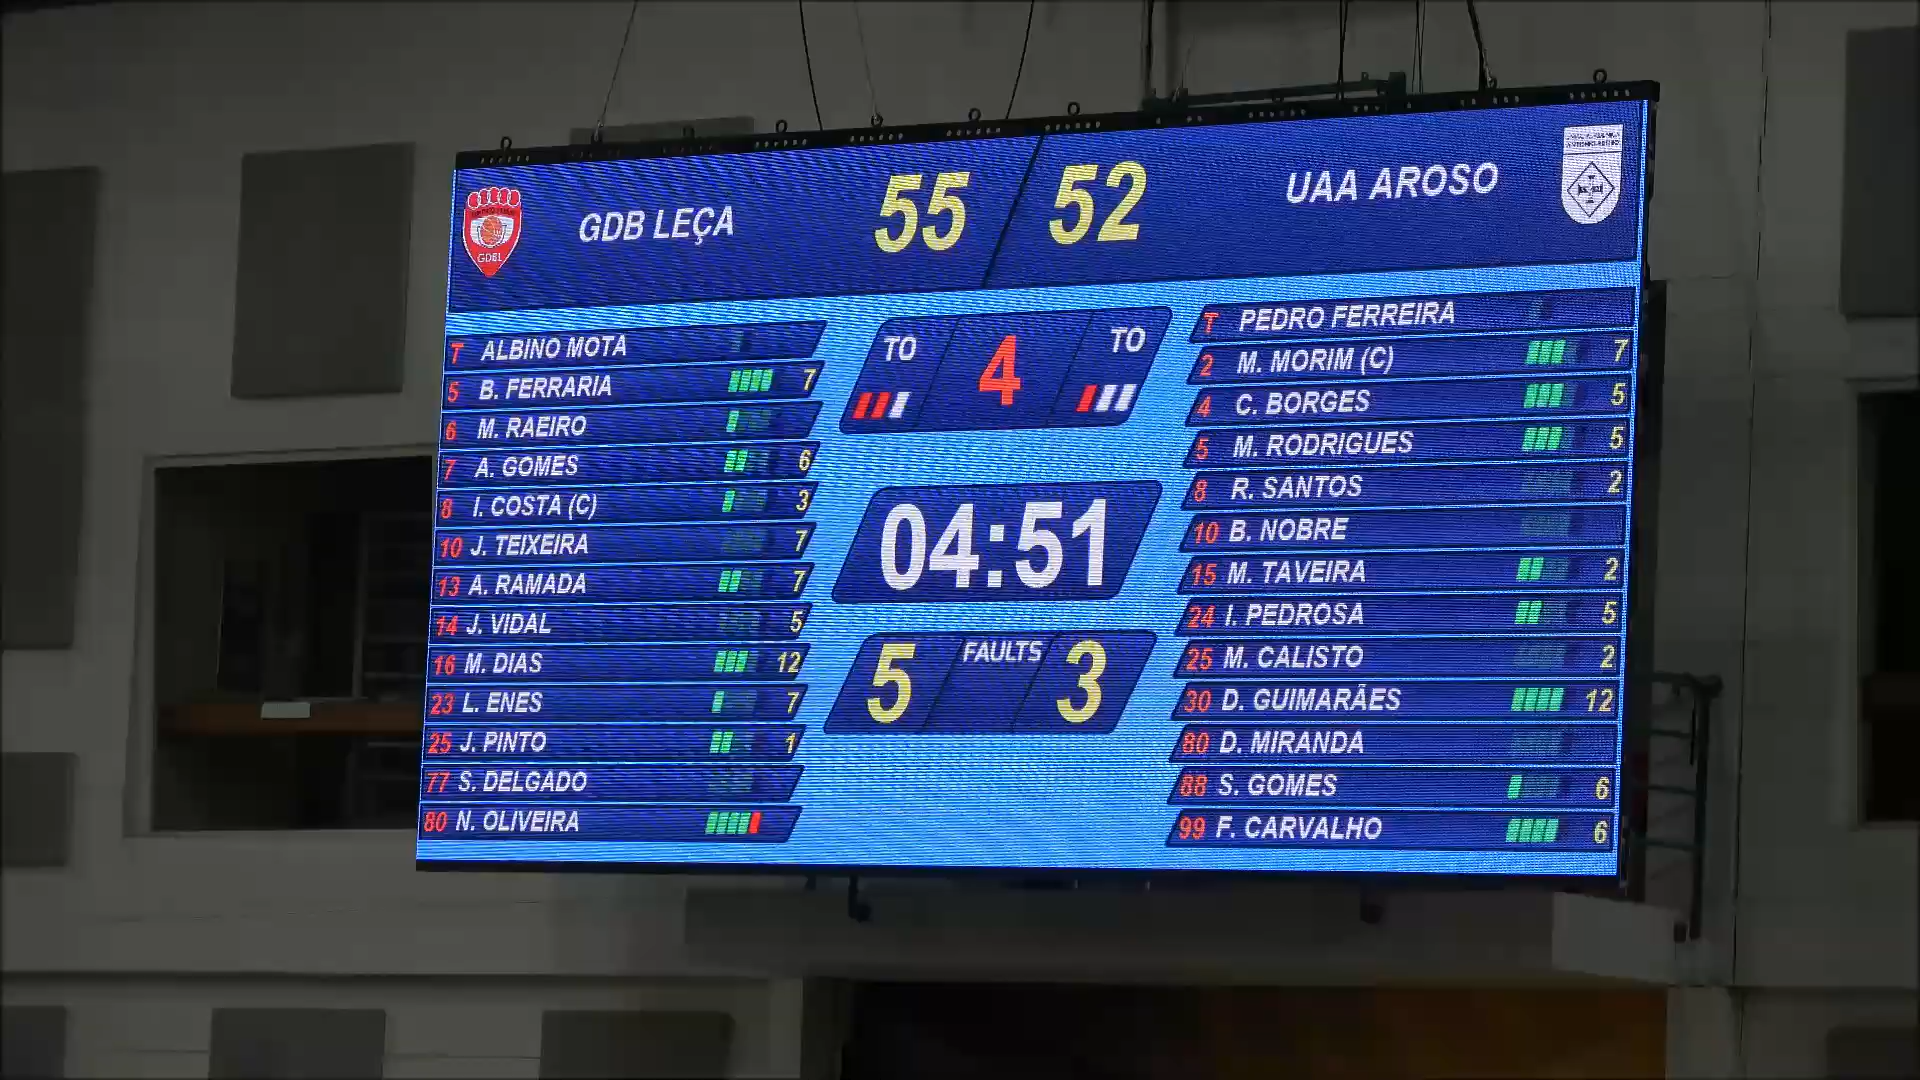 GDB LEÇA 55 52 UAA AROSO
GDBL
T ALBINO MOTA
5 B. FERRARIA 7
6 M. RAEIRO
7 A. GOMES 6
8 I. COSTA (C) 3
10 J. TEIXEIRA 7
13 A. RAMADA 7
14 J. VIDAL 5
16 M. DIAS 12
23 L. ENES 7
25 J. PINTO 1
77 S. DELGADO
80 N. OLIVEIRA
TO 4 TO
04:51
5 FAULTS 3
T PEDRO FERREIRA
2 M. MORIM (C) 7
4 C. BORGES 5
5 M. RODRIGUES 5
8 R. SANTOS 2
10 B. NOBRE
15 M. TAVEIRA 2
24 I. PEDROSA 5
25 M. CALISTO 2
30 D. GUIMARÃES 12
80 D. MIRANDA
88 S. GOMES 6
99 F. CARVALHO 6